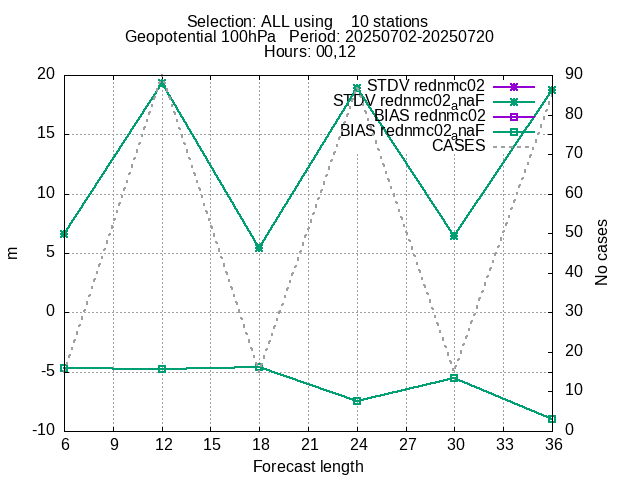 Selection: ALL using    10 stations
Geopotential 100hPa   Period: 20250702-20250720
Hours: 00,12
STDV rednmc02
STDV rednmc02anaF
BIAS rednmc02
BIAS rednmc02anaF
CASES
20
15
10
5
0
-5
-10
m
90
80
70
60
50
40
30
20
10
0
No cases
6 9 12 15 18 21 24 27 30 33 36
Forecast length